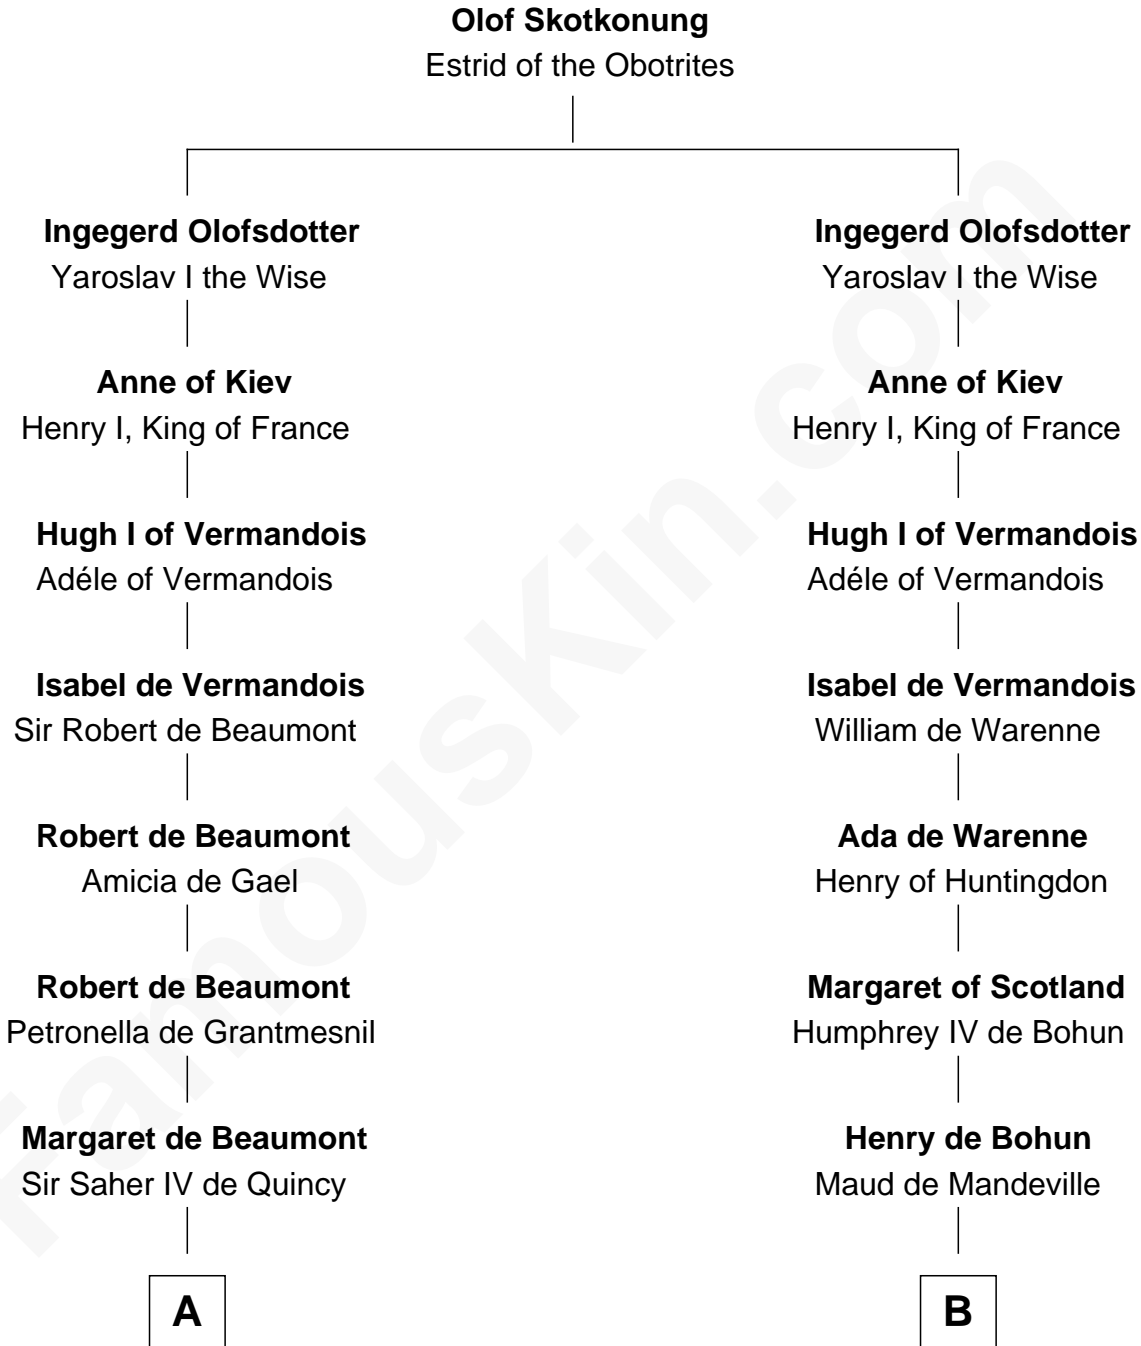 Olof Skotkonung
Estrid of the Obotrites
Ingegerd Olofsdotter
Yaroslav I the Wise
Anne of Kiev
Henry I, King of France
Hugh I of Vermandois
Adéle of Vermandois
Isabel de Vermandois
Sir Robert de Beaumont
Robert de Beaumont
Amicia de Gael
Robert de Beaumont
Petronella de Grantmesnil
Margaret de Beaumont
Sir Saher IV de Quincy
A
Ingegerd Olofsdotter
Yaroslav I the Wise
Anne of Kiev
Henry I, King of France
Hugh I of Vermandois
Adéle of Vermandois
Isabel de Vermandois
William de Warenne
Ada de Warenne
Henry of Huntingdon
Margaret of Scotland
Humphrey IV de Bohun
Henry de Bohun
Maud de Mandeville
B
FamousKin.com